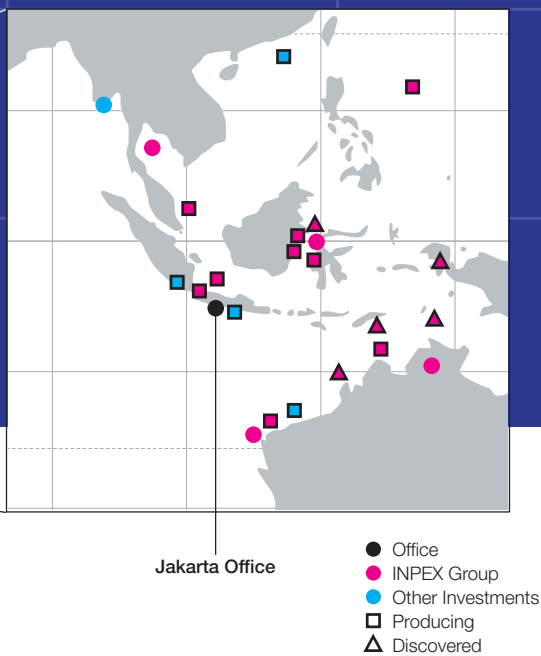 Jakarta Office
Office
INPEX Group
Other Investments
Producing
Discovered